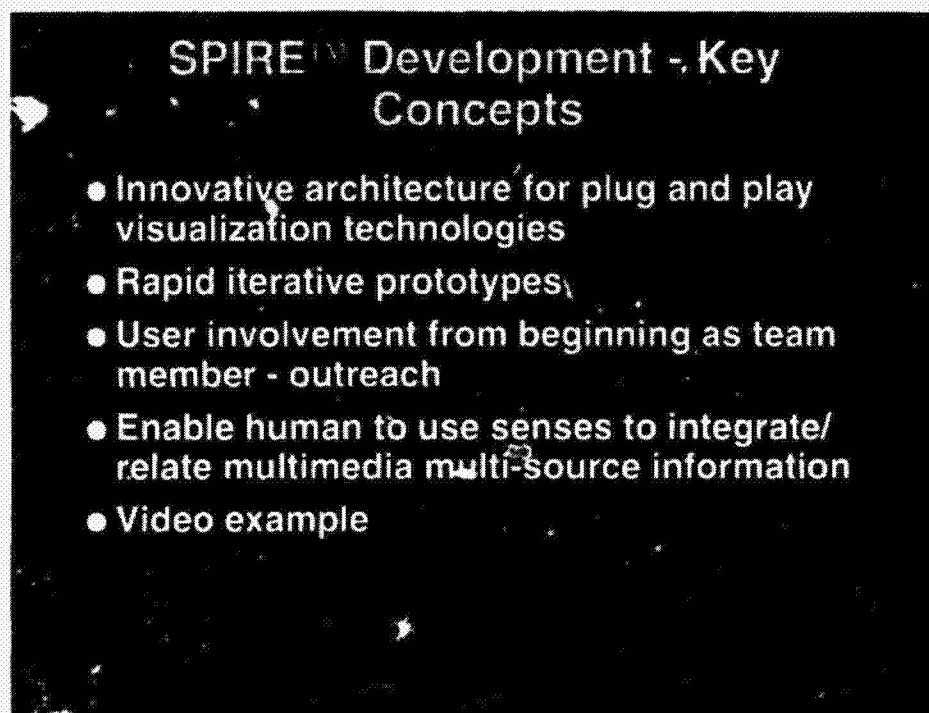 SPIRE™ Development - Key
Concepts
● Innovative architecture for plug and play
visualization technologies
● Rapid iterative prototypes
● User involvement from beginning as team
member - outreach
● Enable human to use senses to integrate/
relate multimedia multi-source information
● Video example